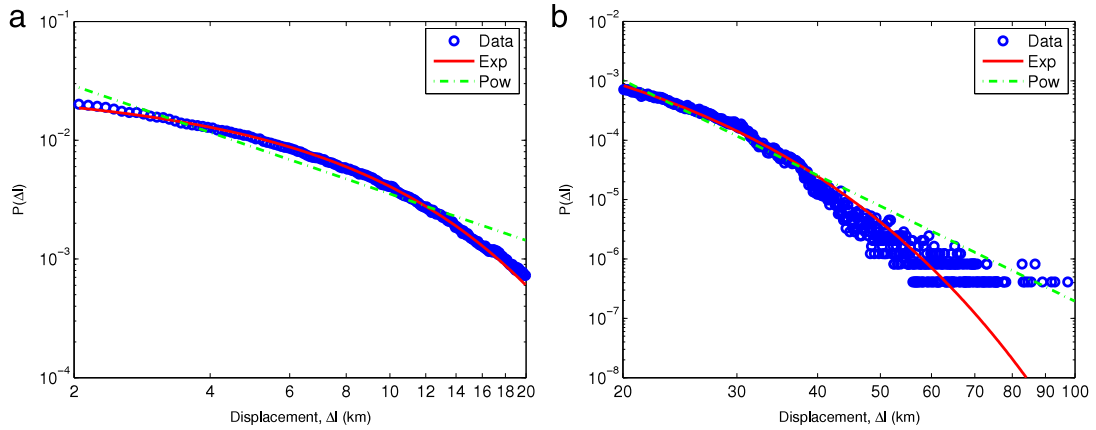 a
10^-1
10^-2
10^-3
10^-4
P(Δl)
2
4
6
8
10
12
14
16
18
20
Displacement, Δl (km)
Data
Exp
Pow
b
10^-2
10^-3
10^-4
10^-5
10^-6
10^-7
10^-8
P(Δl)
20
30
40
50
60
70
80
90
100
Displacement, Δl (km)
Data
Exp
Pow